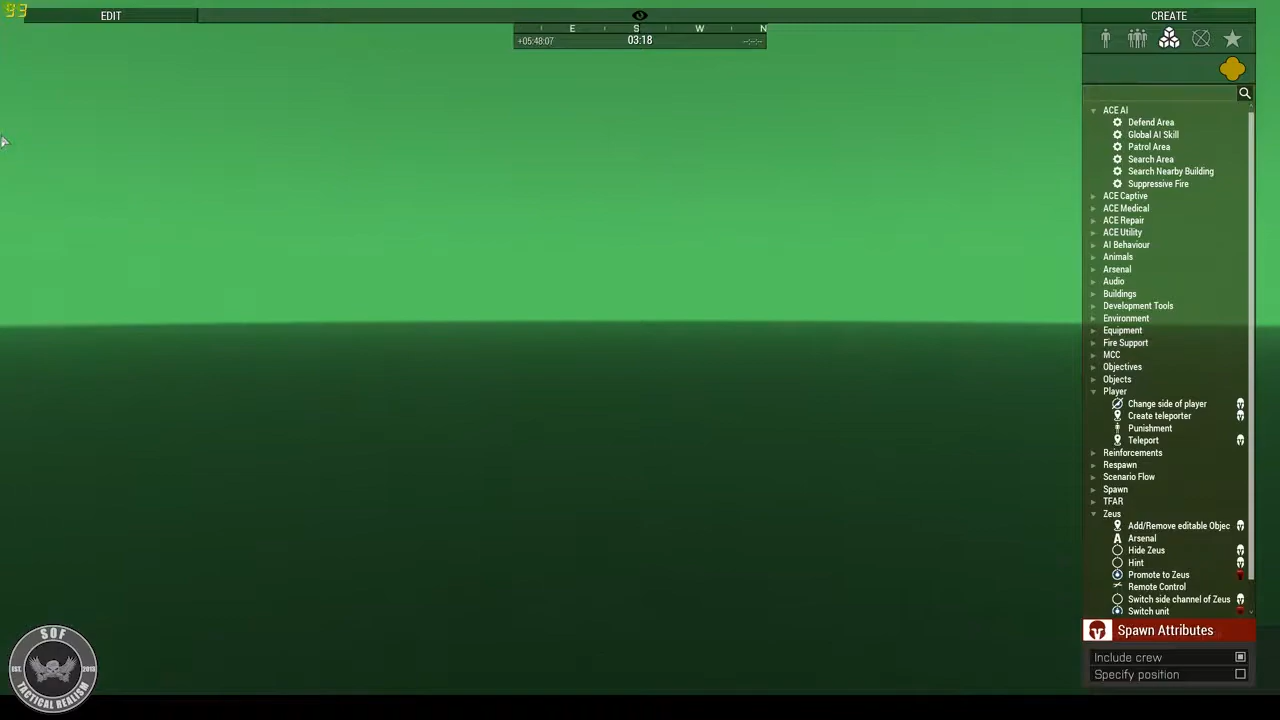 93
EDIT
CREATE
E S W N
+05:48:07 03:18 --:--:--
ACE AI
Defend Area
Global AI Skill
Patrol Area
Search Area
Search Nearby Building
Suppressive Fire
ACE Captive
ACE Medical
ACE Repair
ACE Utility
AI Behaviour
Animals
Arsenal
Audio
Buildings
Development Tools
Environment
Equipment
Fire Support
MCC
Objectives
Objects
Player
Change side of player
Create teleporter
Punishment
Teleport
Reinforcements
Respawn
Scenario Flow
Spawn
TFAR
Zeus
Add/Remove editable Objec
Arsenal
Hide Zeus
Hint
Promote to Zeus
Remote Control
Switch side channel of Zeus
Switch unit
Spawn Attributes
Include crew
Specify position
SOF
EST. 2013
TACTICAL REALISM